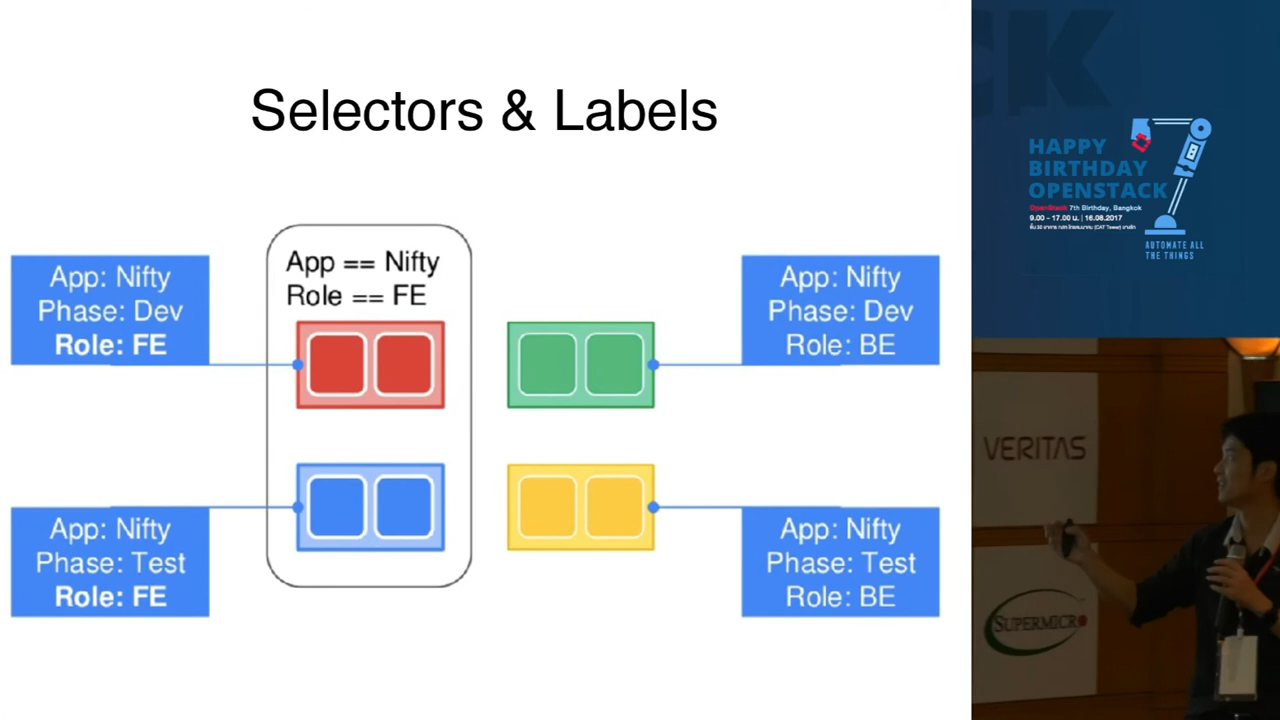 Selectors & Labels
App: Nifty
Phase: Dev
Role: FE
App == Nifty
Role == FE
App: Nifty
Phase: Dev
Role: BE
App: Nifty
Phase: Test
Role: FE
App: Nifty
Phase: Test
Role: BE
CK
HAPPY
BIRTHDAY
OPENSTACK
7
OpenStack 7th Birthday, Bangkok
9.00 - 17.00 น. | 16.08.2017
AUTOMATE ALL
THE THINGS
VERITAS
SUPERMICRO